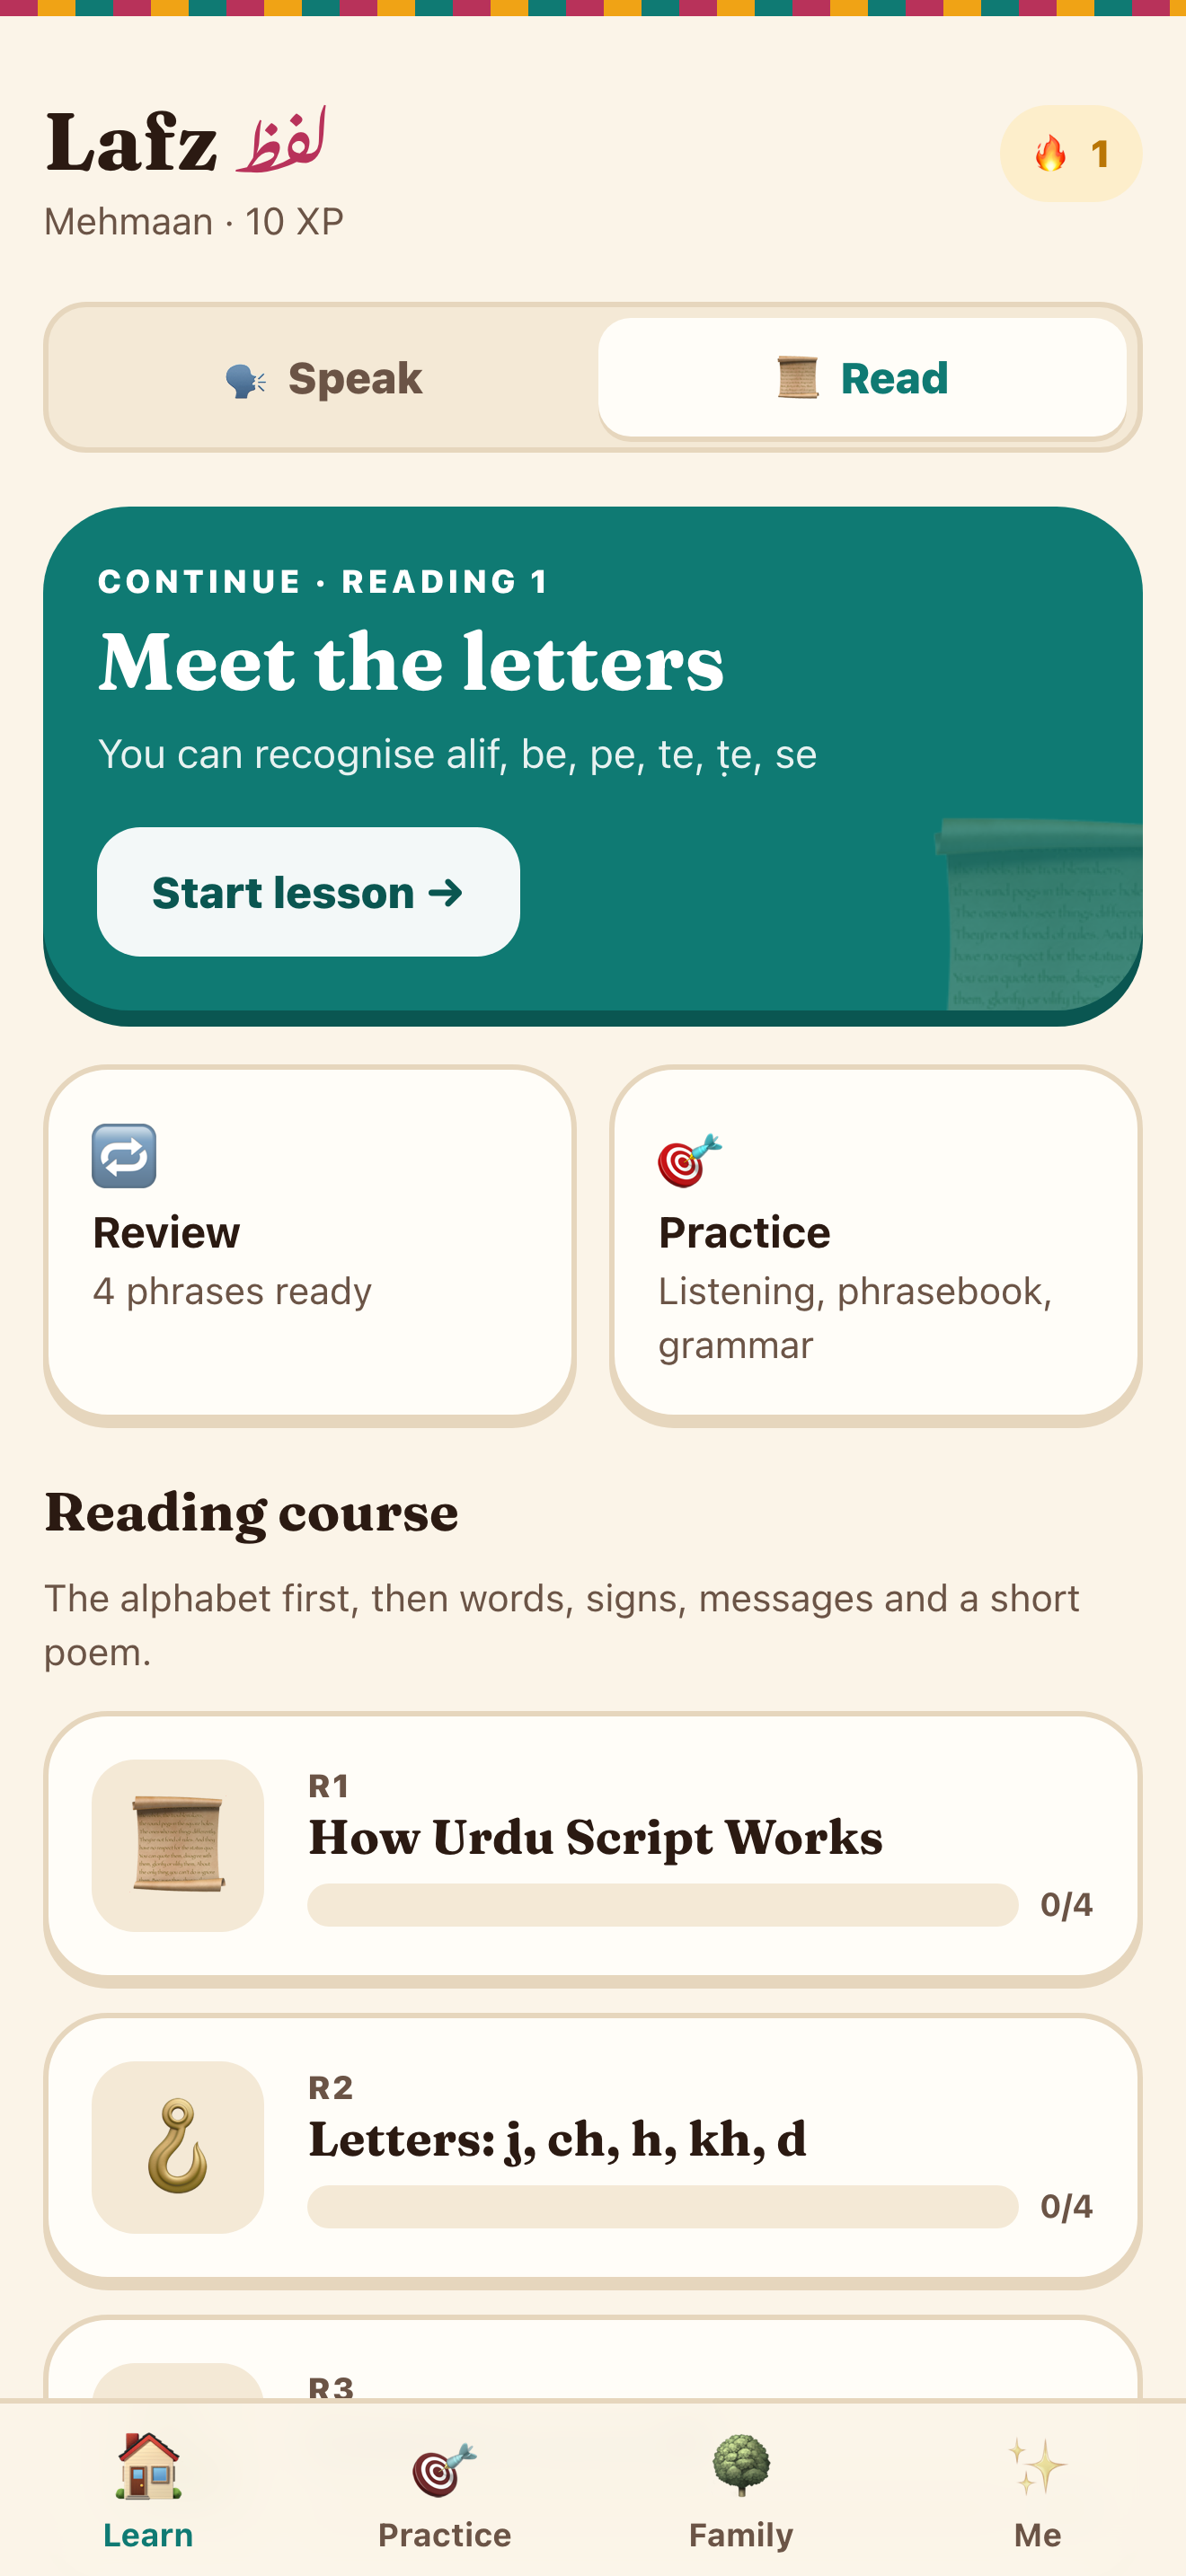 Lafz لفظ
Mehmaan · 10 XP
1
Speak
Read
CONTINUE · READING 1
Meet the letters
You can recognise alif, be, pe, te, ṭe, se
Start lesson →
Review
4 phrases ready
Practice
Listening, phrasebook,
grammar
Reading course
The alphabet first, then words, signs, messages and a short
poem.
R1
How Urdu Script Works
0/4
R2
Letters: j, ch, h, kh, d
0/4
R3
Learn
Practice
Family
Me